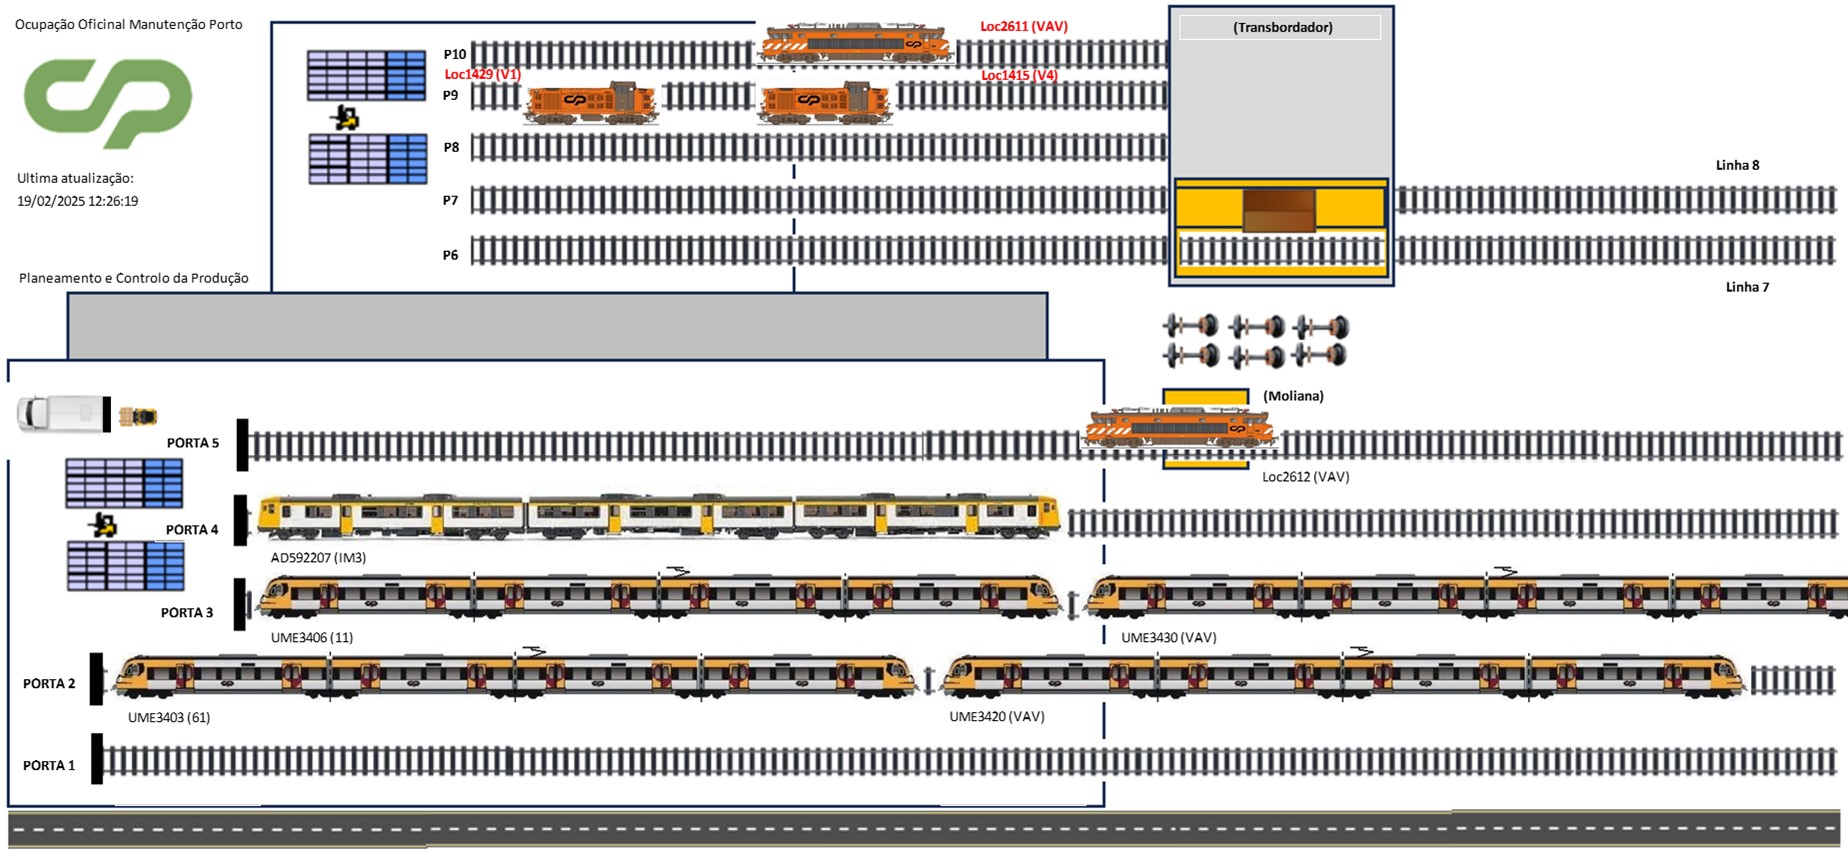 Ocupação Oficinal Manutenção Porto
CP
Ultima atualização:
19/02/2025 12:26:19
Planeamento e Controlo da Produção
P10
Loc2611 (VAV)
(Transbordador)
Loc1429 (V1)
Loc1415 (V4)
P9
P8
Linha 8
P7
P6
Linha 7
(Moliana)
PORTA 5
Loc2612 (VAV)
PORTA 4
AD592207 (IM3)
PORTA 3
UME3406 (11)
UME3430 (VAV)
PORTA 2
UME3403 (61)
UME3420 (VAV)
PORTA 1